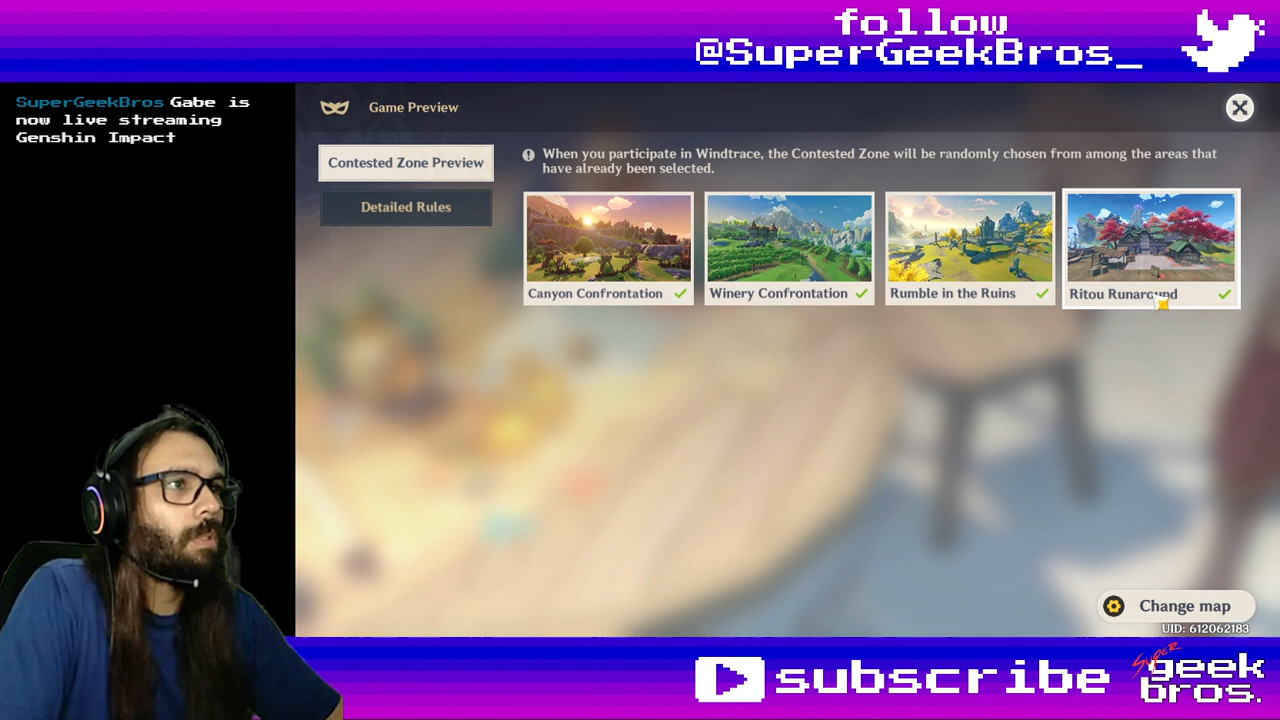 follow
@SuperGeekBros_
SuperGeekBros Gabe is
now live streaming
Genshin Impact
Game Preview
Contested Zone Preview
Detailed Rules
When you participate in Windtrace, the Contested Zone will be randomly chosen from among the areas that
have already been selected.
Canyon Confrontation
Winery Confrontation
Rumble in the Ruins
Ritou Runaround
Change map
UID: 612062183
subscribe
SUPER
geek
bros.